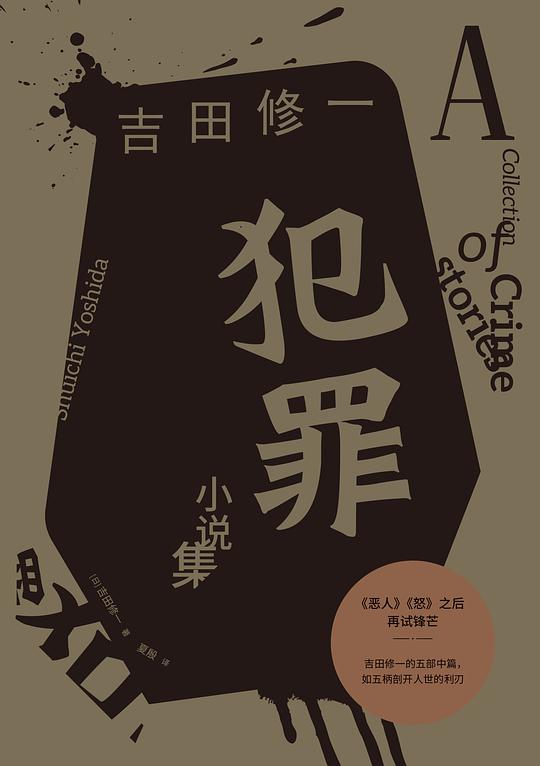 吉田修一
A
Collection
of
Crime
stories
Shuichi Yoshida
犯罪
小说集
[日]吉田修一 著
夏殷 译
《恶人》《怒》之后
再试锋芒
吉田修一的五部中篇，
如五柄剖开人世的利刃